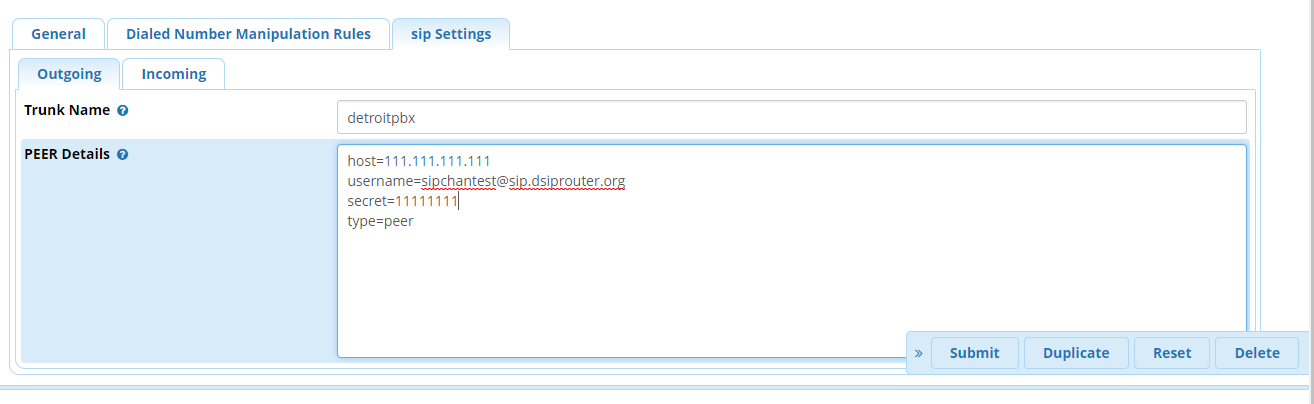 General Dialed Number Manipulation Rules sip Settings
Outgoing Incoming
Trunk Name ?
detroitpbx
PEER Details ?
host=111.111.111.111
username=sipchantest@sip.dsiprouter.org
secret=11111111
type=peer
» Submit Duplicate Reset Delete